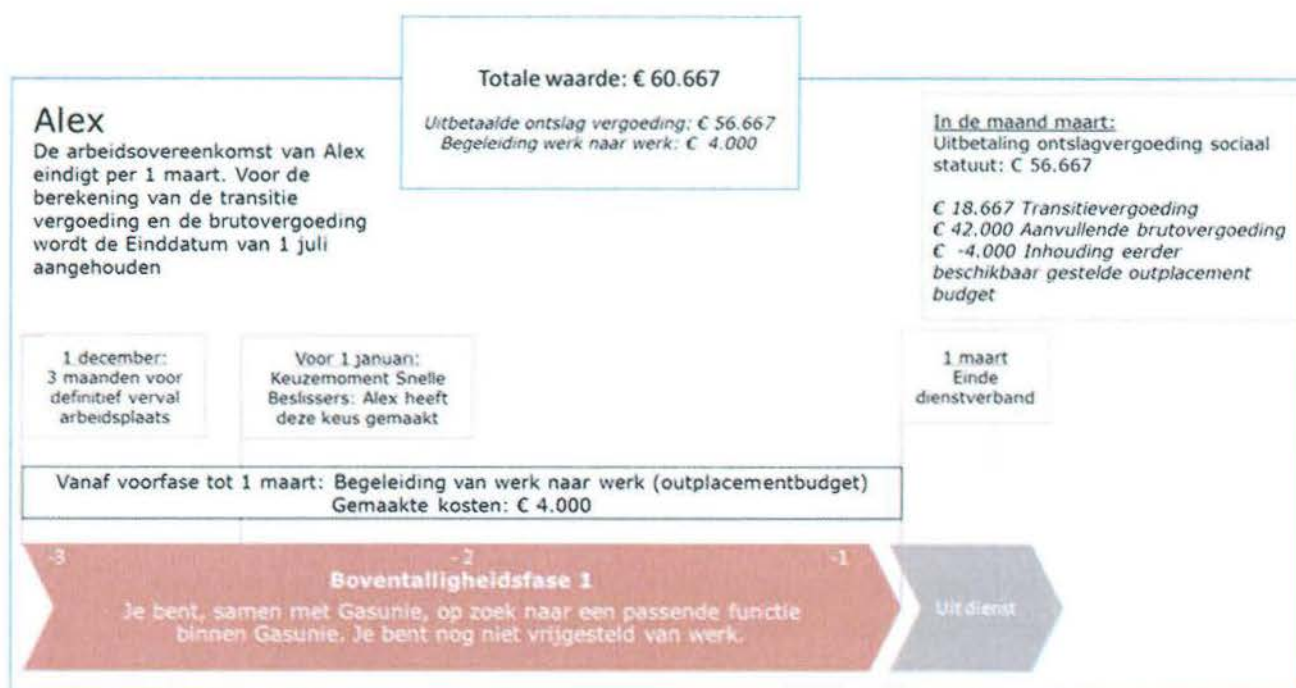 Totale waarde: € 60.667
Uitbetaalde ontslag vergoeding: € 56.667
Begeleiding werk naar werk: € 4.000
Alex
De arbeidsovereenkomst van Alex
eindigt per 1 maart. Voor de
berekening van de transitie
vergoeding en de brutovergoeding
wordt de Einddatum van 1 juli
aangehouden
In de maand maart:
Uitbetaling ontslagvergoeding sociaal
statuut: € 56.667
€ 18.667 Transitievergoeding
€ 42.000 Aanvullende brutovergoeding
€ -4.000 Inhouding eerder
beschikbaar gestelde outplacement
budget
1 december:
3 maanden voor
definitief verval
arbeidsplaats
Voor 1 januari:
Keuzemoment Snelle
Beslissers: Alex heeft
deze keus gemaakt
1 maart
Einde
dienstverband
Vanaf voorfase tot 1 maart: Begeleiding van werk naar werk (outplacementbudget)
Gemaakte kosten: € 4.000
-3 -2 -1
Boventalligheidsfase 1
Je bent, samen met Gasunie, op zoek naar een passende functie
binnen Gasunie. Je bent nog niet vrijgesteld van werk.
Uit dienst